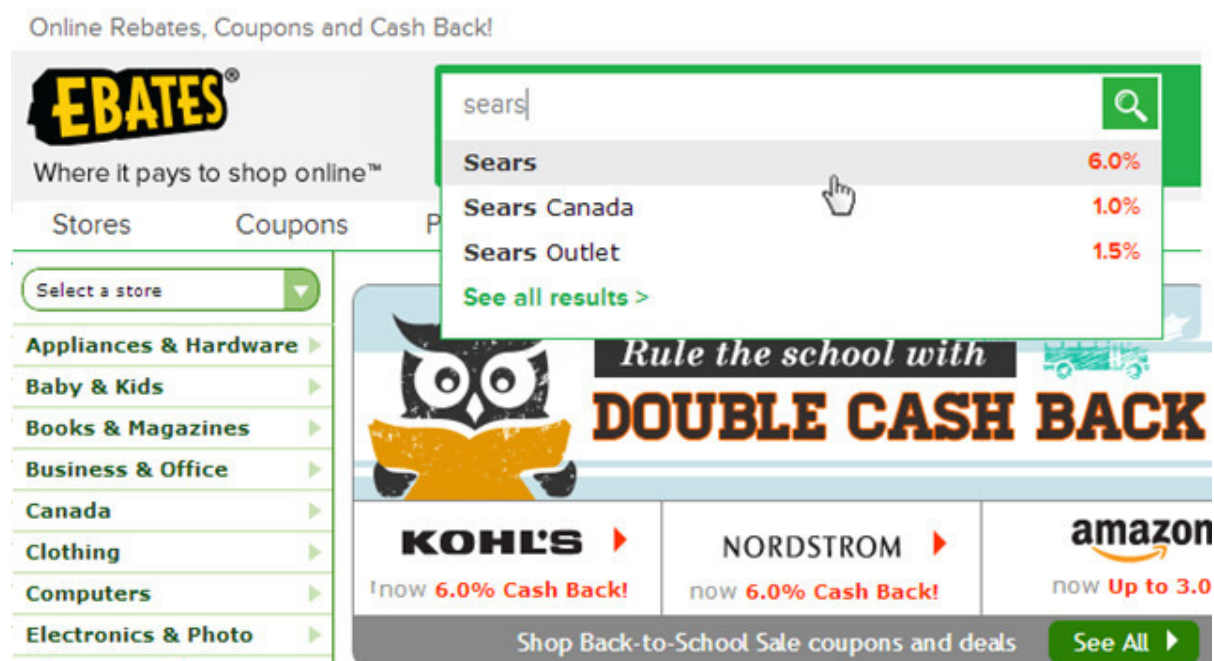 Online Rebates, Coupons and Cash Back!
EBATES®
Where it pays to shop online™
sears
Sears 6.0%
Sears Canada 1.0%
Sears Outlet 1.5%
See all results >
Stores Coupons P
Select a store
Appliances & Hardware
Baby & Kids
Books & Magazines
Business & Office
Canada
Clothing
Computers
Electronics & Photo
Rule the school with
DOUBLE CASH BACK
KOHL'S
now 6.0% Cash Back!
NORDSTROM
now 6.0% Cash Back!
amazon
now Up to 3.0
Shop Back-to-School Sale coupons and deals See All